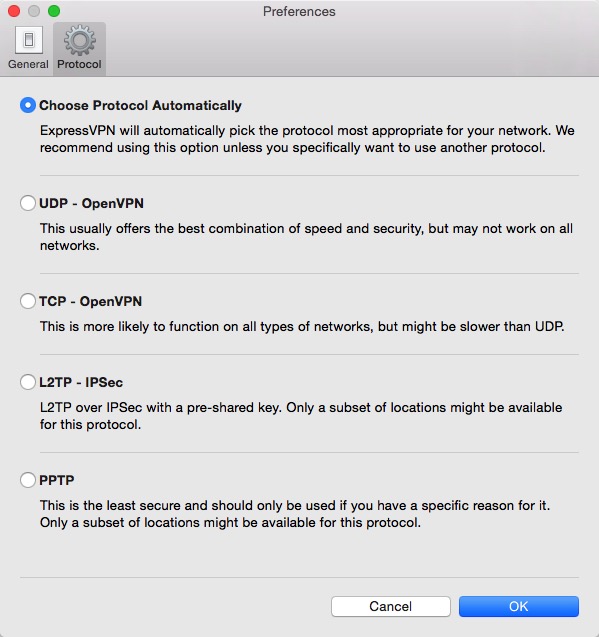 Preferences
General Protocol
Choose Protocol Automatically
ExpressVPN will automatically pick the protocol most appropriate for your network. We
recommend using this option unless you specifically want to use another protocol.
UDP - OpenVPN
This usually offers the best combination of speed and security, but may not work on all
networks.
TCP - OpenVPN
This is more likely to function on all types of networks, but might be slower than UDP.
L2TP - IPSec
L2TP over IPSec with a pre-shared key. Only a subset of locations might be available
for this protocol.
PPTP
This is the least secure and should only be used if you have a specific reason for it.
Only a subset of locations might be available for this protocol.
Cancel OK